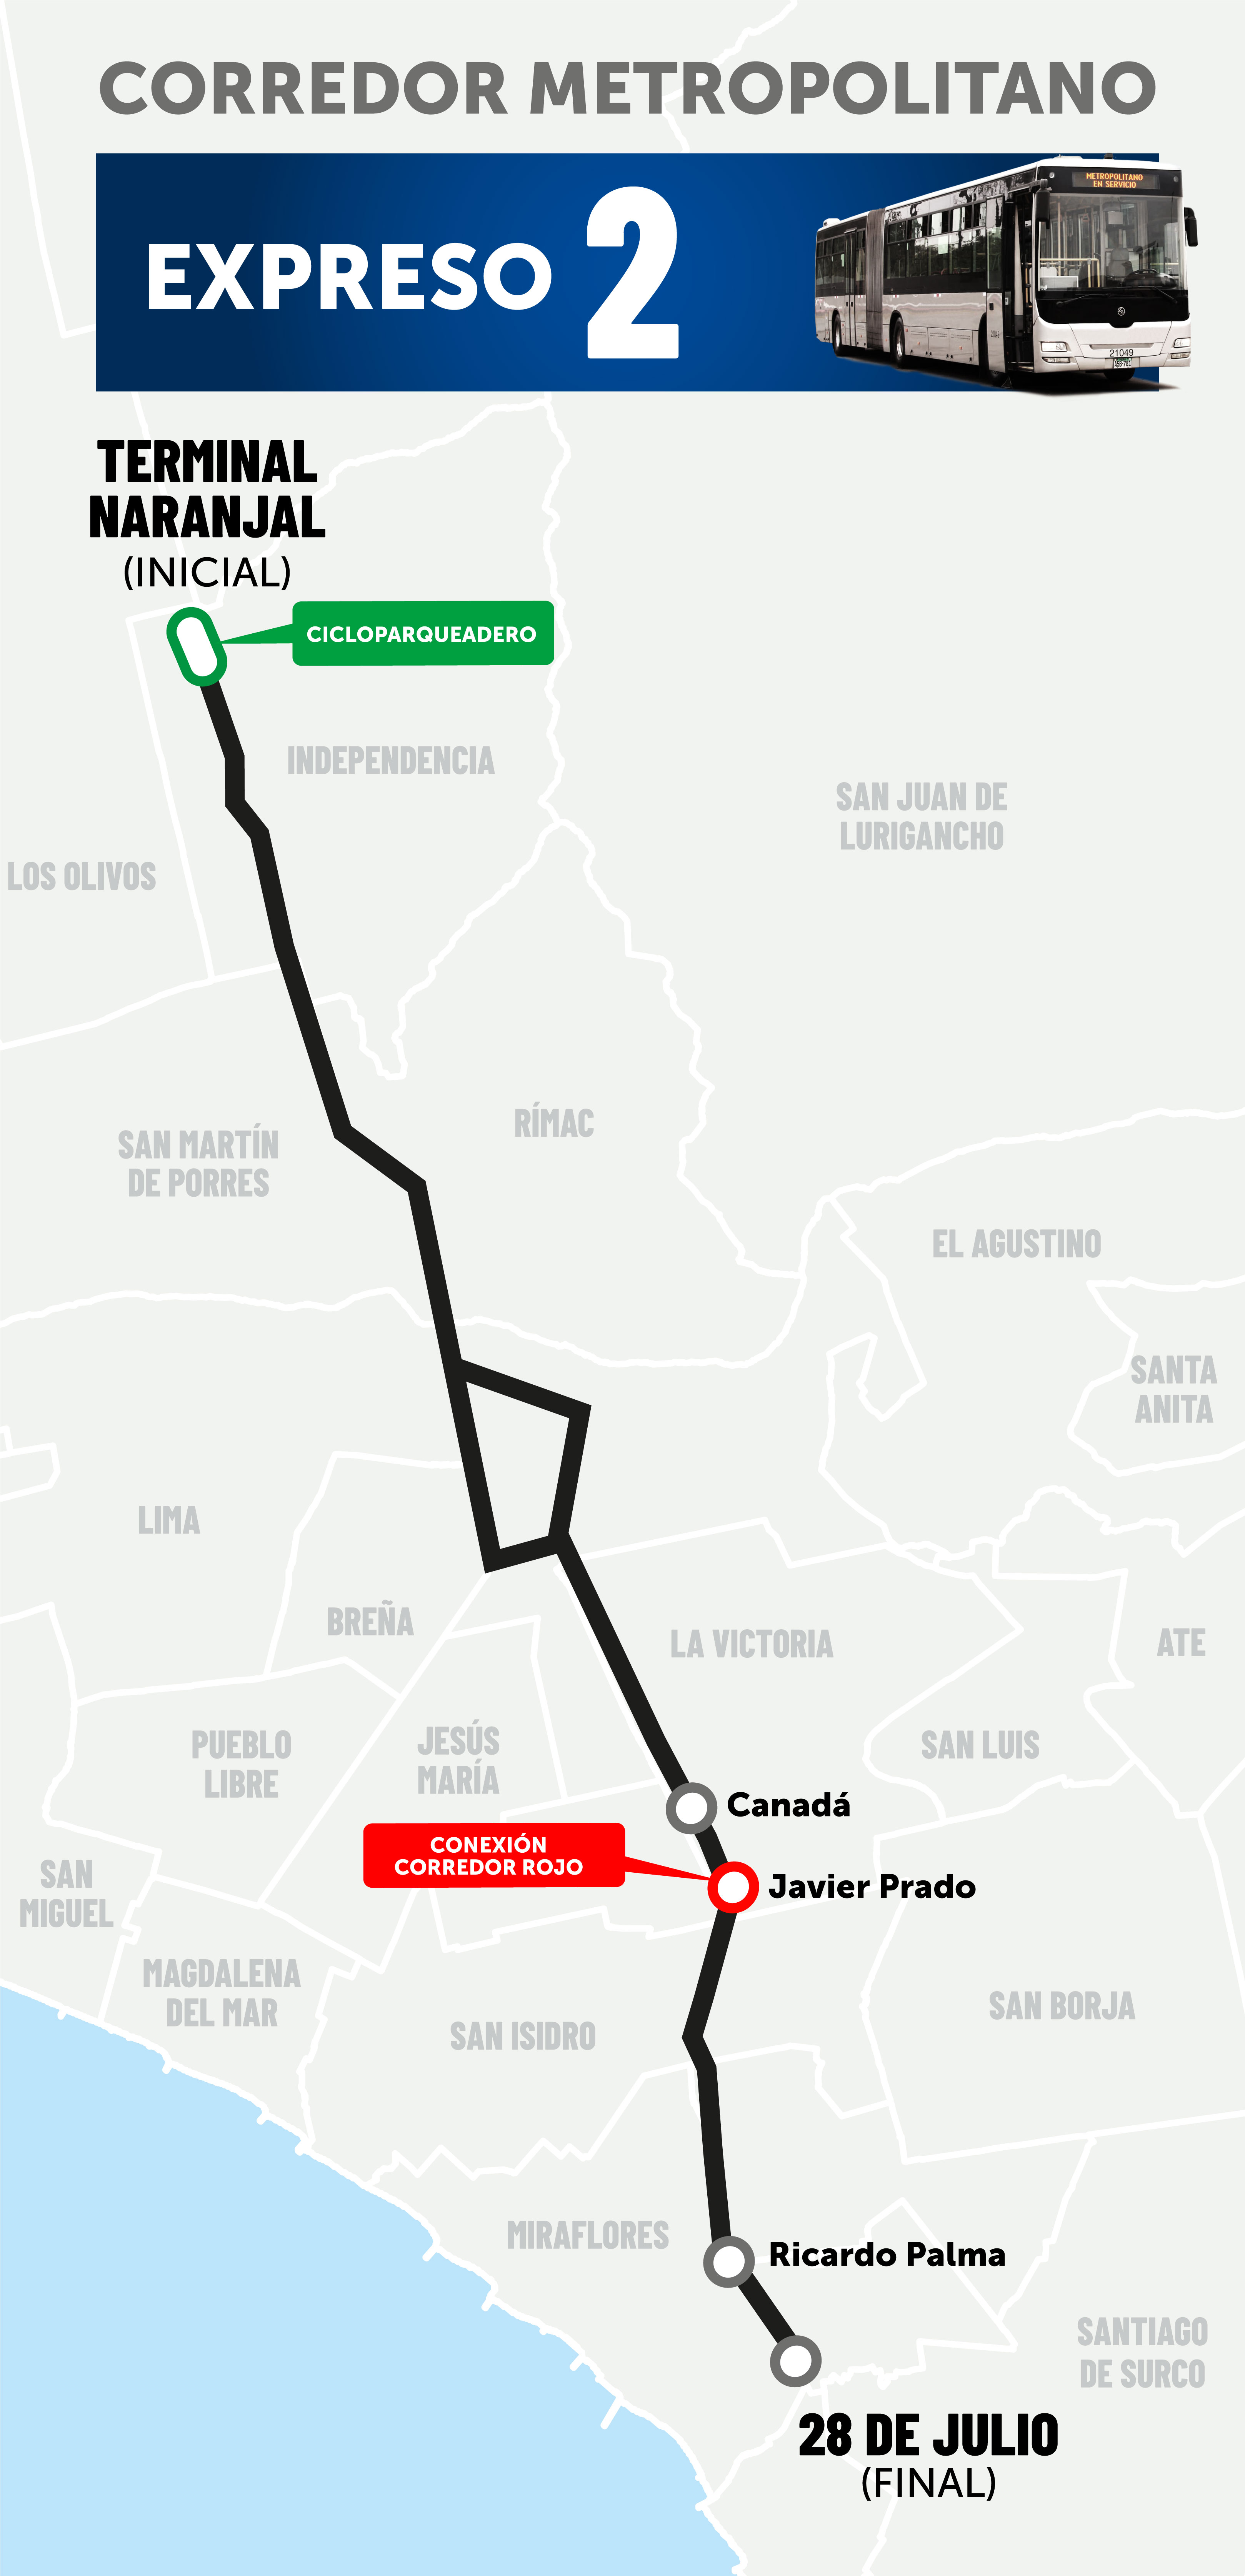 CORREDOR METROPOLITANO
EXPRESO 2
METROPOLITANO
EN SERVICIO
21049
TERMINAL
NARANJAL
(INICIAL)
CICLOPARQUEADERO
INDEPENDENCIA
SAN JUAN DE
LURIGANCHO
LOS OLIVOS
RÍMAC
SAN MARTÍN
DE PORRES
EL AGUSTINO
SANTA
ANITA
LIMA
BREÑA
LA VICTORIA
ATE
PUEBLO
LIBRE
JESÚS
MARÍA
SAN LUIS
Canadá
CONEXIÓN
CORREDOR ROJO
Javier Prado
SAN
MIGUEL
MAGDALENA
DEL MAR
SAN ISIDRO
SAN BORJA
MIRAFLORES
Ricardo Palma
SANTIAGO
DE SURCO
28 DE JULIO
(FINAL)